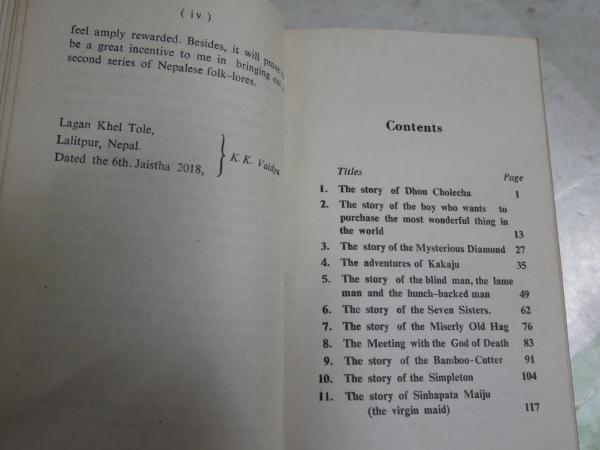 ( iv )
feel amply rewarded. Besides, it will prove
be a great incentive to me in bringing out
second series of Nepalese folk-lores.
Lagan Khel Tole,
Lalitpur, Nepal.
Dated the 6th. Jaistha 2018,
K. K. Vaidya
Contents
Titles Page
1. The story of Dhon Cholecha 1
2. The story of the boy who wants to
purchase the most wonderful thing in
the world 13
3. The story of the Mysterious Diamond 27
4. The adventures of Kakaju 35
5. The story of the blind man, the lame
man and the hunch-backed man 49
6. The story of the Seven Sisters. 62
7. The story of the Miserly Old Hag 76
8. The Meeting with the God of Death 83
9. The story of the Bamboo-Cutter 91
10. The story of the Simpleton 104
11. The story of Sinhapata Maiju
(the virgin maid) 117